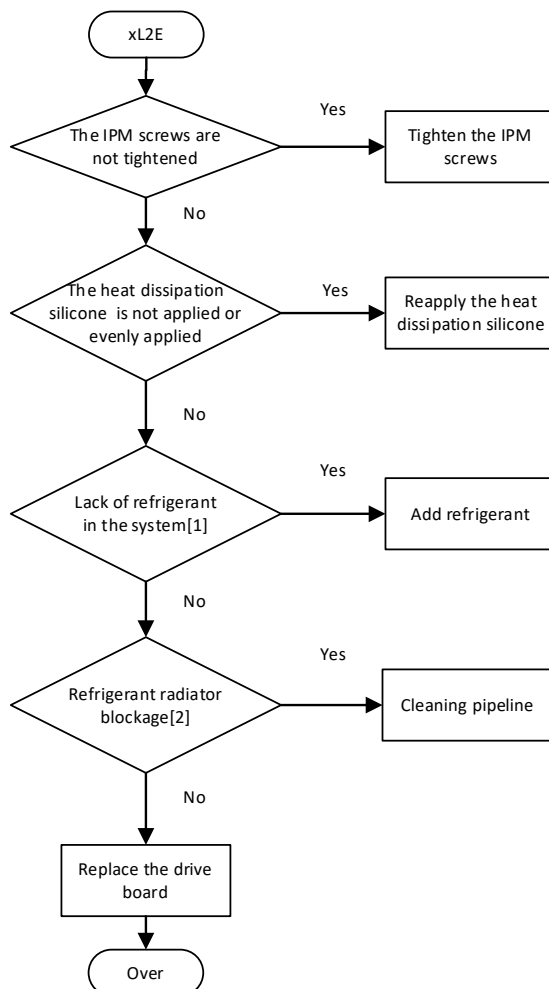 xL2E
Yes
The IPM screws are
not tightened
Tighten the IPM
screws
No
The heat dissipation
silicone  is not applied or
evenly applied
Yes
Reapply the heat
dissipation silicone
No
Yes
Lack of refrigerant
in the system[1]
Add refrigerant
No
Yes
Refrigerant radiator
blockage[2]
Cleaning pipeline
No
Replace the drive
board
Over